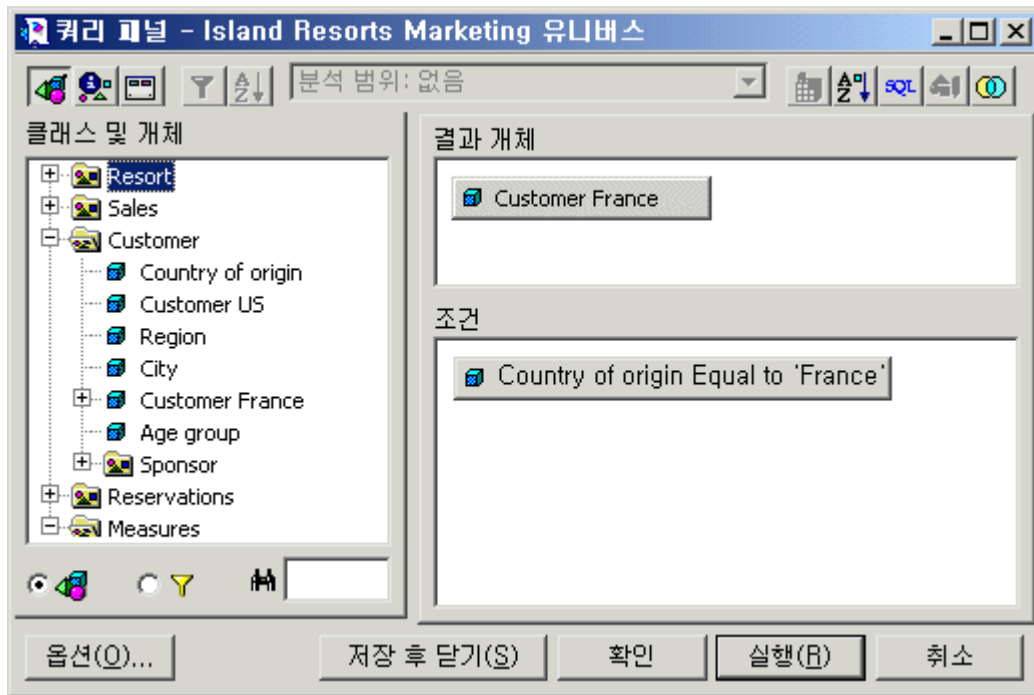 쿼리 패널 - Island Resorts Marketing 유니버스
분석 범위: 없음
SQL
클래스 및 개체
Resort
Sales
Customer
Country of origin
Customer US
Region
City
Customer France
Age group
Sponsor
Reservations
Measures
결과 개체
Customer France
조건
Country of origin Equal to 'France'
옵션(O)... 저장 후 닫기(S) 확인 실행(R) 취소